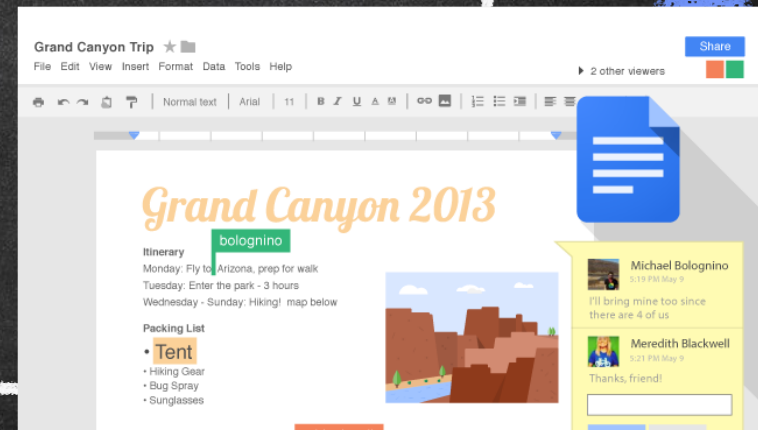 Grand Canyon Trip
Share
File Edit View Insert Format Data Tools Help
2 other viewers
Normal text Arial 11 B I U A
Grand Canyon 2013
bolognino
Itinerary
Monday: Fly to Arizona, prep for walk
Tuesday: Enter the park - 3 hours
Wednesday - Sunday: Hiking! map below
Packing List
• Tent
• Hiking Gear
• Bug Spray
• Sunglasses
Michael Bolognino
5:19 PM May 9
I'll bring mine too since
there are 4 of us
Meredith Blackwell
5:21 PM May 9
Thanks, friend!